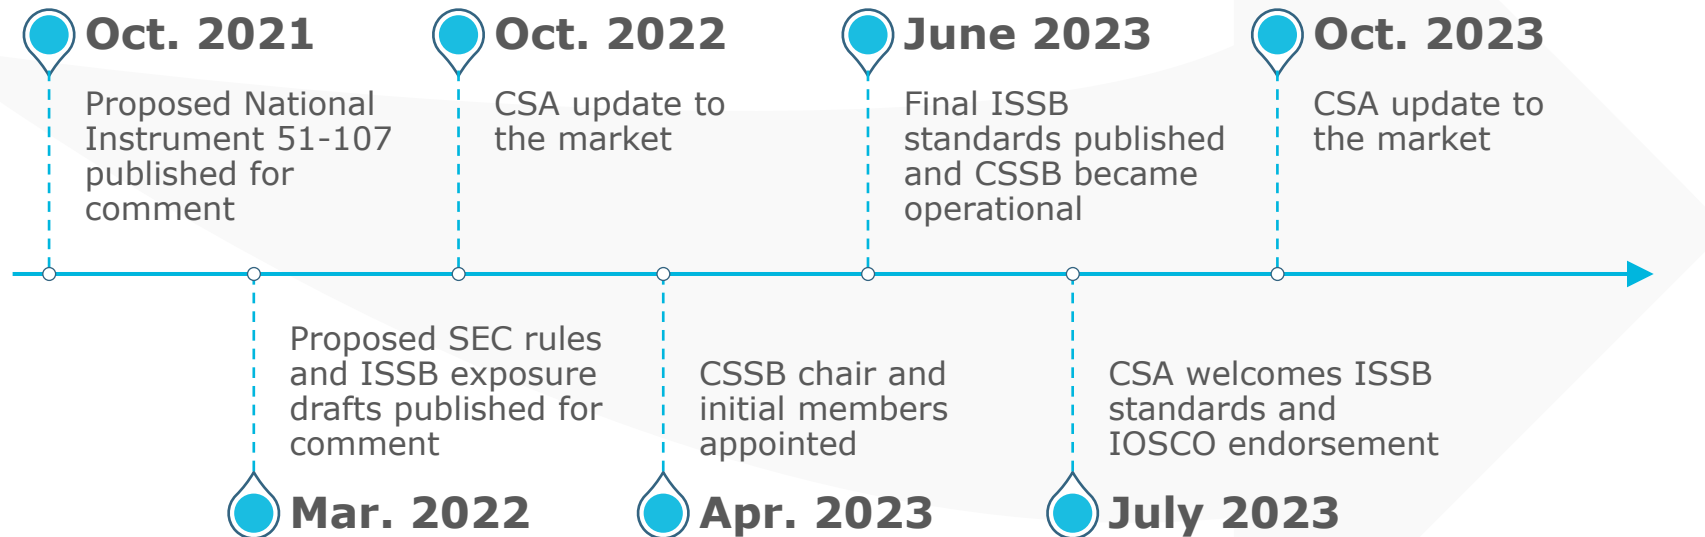 Oct. 2021
Proposed National
Instrument 51-107
published for
comment
Oct. 2022
CSA update to
the market
June 2023
Final ISSB
standards published
and CSSB became
operational
Oct. 2023
CSA update to
the market
Proposed SEC rules
and ISSB exposure
drafts published for
comment
Mar. 2022
CSSB chair and
initial members
appointed
Apr. 2023
CSA welcomes ISSB
standards and
IOSCO endorsement
July 2023